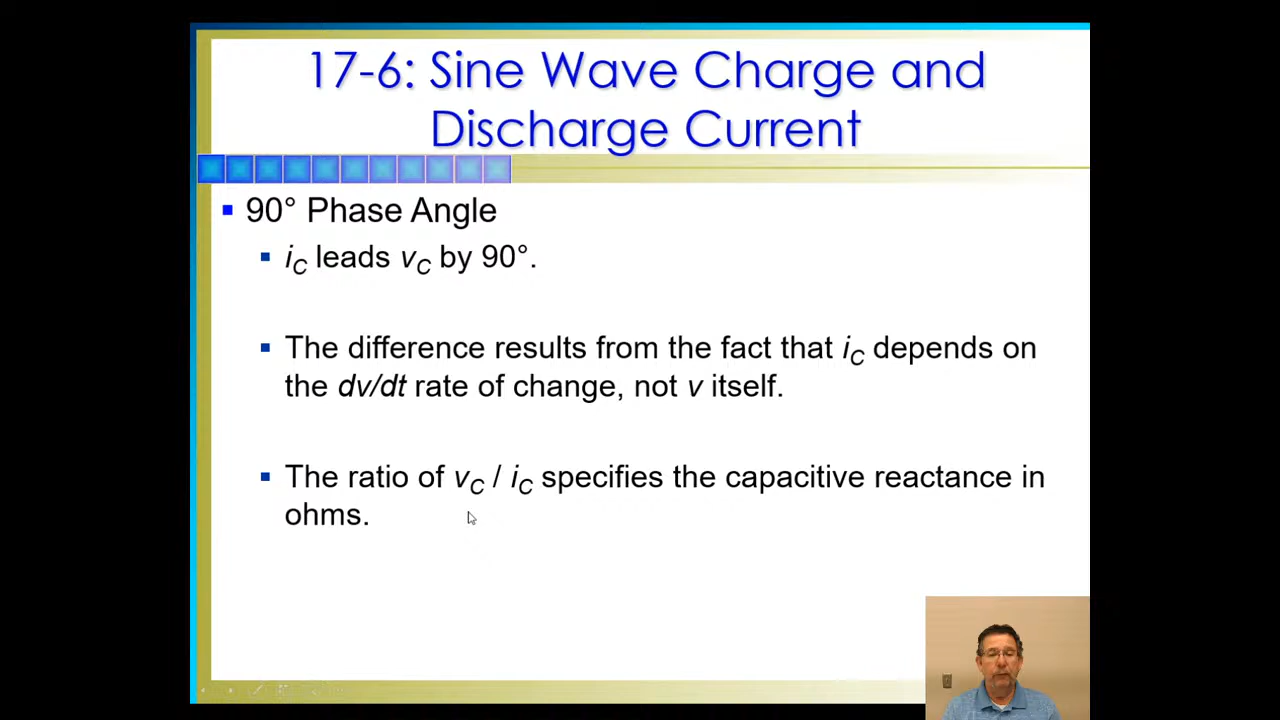 17-6: Sine Wave Charge and
Discharge Current
90° Phase Angle
iC leads vC by 90°.
The difference results from the fact that iC depends on
the dv/dt rate of change, not v itself.
The ratio of vC / iC specifies the capacitive reactance in
ohms.